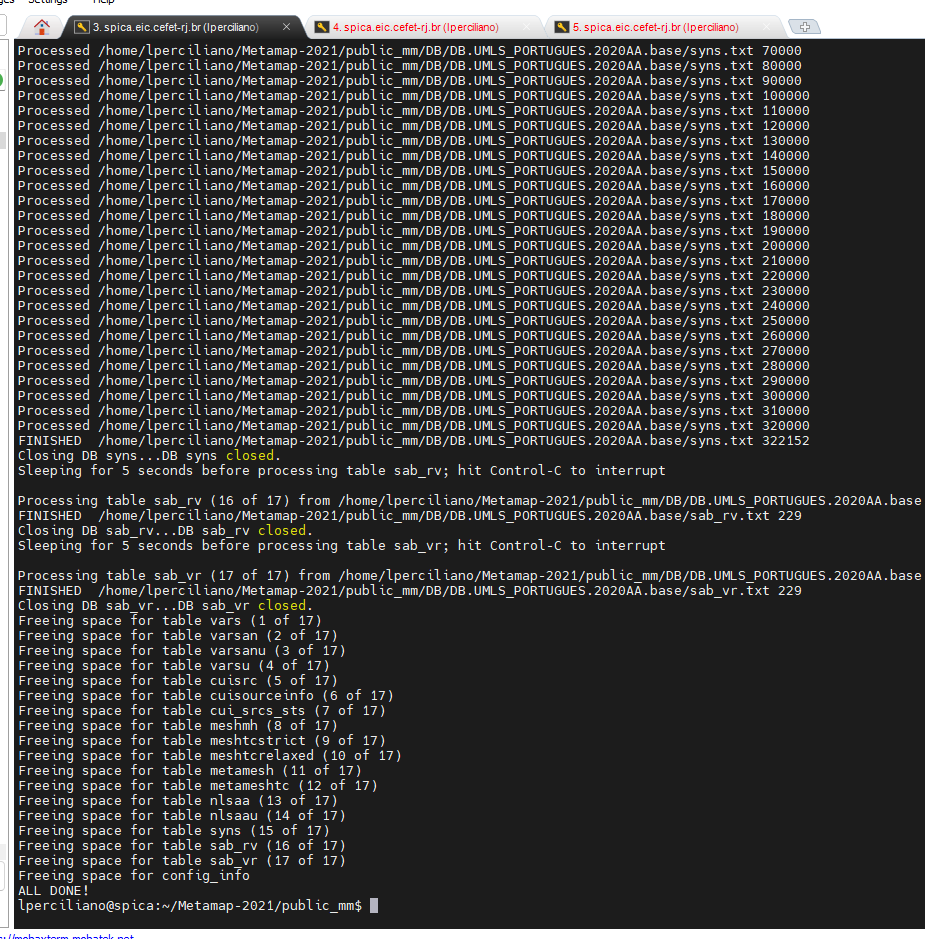 Settings Help
3. spica.eic.cefet-rj.br (lperciliano) 4. spica.eic.cefet-rj.br (lperciliano) 5. spica.eic.cefet-rj.br (lperciliano)
Processed /home/lperciliano/Metamap-2021/public_mm/DB/DB.UMLS_PORTUGUES.2020AA.base/syns.txt 70000
Processed /home/lperciliano/Metamap-2021/public_mm/DB/DB.UMLS_PORTUGUES.2020AA.base/syns.txt 80000
Processed /home/lperciliano/Metamap-2021/public_mm/DB/DB.UMLS_PORTUGUES.2020AA.base/syns.txt 90000
Processed /home/lperciliano/Metamap-2021/public_mm/DB/DB.UMLS_PORTUGUES.2020AA.base/syns.txt 100000
Processed /home/lperciliano/Metamap-2021/public_mm/DB/DB.UMLS_PORTUGUES.2020AA.base/syns.txt 110000
Processed /home/lperciliano/Metamap-2021/public_mm/DB/DB.UMLS_PORTUGUES.2020AA.base/syns.txt 120000
Processed /home/lperciliano/Metamap-2021/public_mm/DB/DB.UMLS_PORTUGUES.2020AA.base/syns.txt 130000
Processed /home/lperciliano/Metamap-2021/public_mm/DB/DB.UMLS_PORTUGUES.2020AA.base/syns.txt 140000
Processed /home/lperciliano/Metamap-2021/public_mm/DB/DB.UMLS_PORTUGUES.2020AA.base/syns.txt 150000
Processed /home/lperciliano/Metamap-2021/public_mm/DB/DB.UMLS_PORTUGUES.2020AA.base/syns.txt 160000
Processed /home/lperciliano/Metamap-2021/public_mm/DB/DB.UMLS_PORTUGUES.2020AA.base/syns.txt 170000
Processed /home/lperciliano/Metamap-2021/public_mm/DB/DB.UMLS_PORTUGUES.2020AA.base/syns.txt 180000
Processed /home/lperciliano/Metamap-2021/public_mm/DB/DB.UMLS_PORTUGUES.2020AA.base/syns.txt 190000
Processed /home/lperciliano/Metamap-2021/public_mm/DB/DB.UMLS_PORTUGUES.2020AA.base/syns.txt 200000
Processed /home/lperciliano/Metamap-2021/public_mm/DB/DB.UMLS_PORTUGUES.2020AA.base/syns.txt 210000
Processed /home/lperciliano/Metamap-2021/public_mm/DB/DB.UMLS_PORTUGUES.2020AA.base/syns.txt 220000
Processed /home/lperciliano/Metamap-2021/public_mm/DB/DB.UMLS_PORTUGUES.2020AA.base/syns.txt 230000
Processed /home/lperciliano/Metamap-2021/public_mm/DB/DB.UMLS_PORTUGUES.2020AA.base/syns.txt 240000
Processed /home/lperciliano/Metamap-2021/public_mm/DB/DB.UMLS_PORTUGUES.2020AA.base/syns.txt 250000
Processed /home/lperciliano/Metamap-2021/public_mm/DB/DB.UMLS_PORTUGUES.2020AA.base/syns.txt 260000
Processed /home/lperciliano/Metamap-2021/public_mm/DB/DB.UMLS_PORTUGUES.2020AA.base/syns.txt 270000
Processed /home/lperciliano/Metamap-2021/public_mm/DB/DB.UMLS_PORTUGUES.2020AA.base/syns.txt 280000
Processed /home/lperciliano/Metamap-2021/public_mm/DB/DB.UMLS_PORTUGUES.2020AA.base/syns.txt 290000
Processed /home/lperciliano/Metamap-2021/public_mm/DB/DB.UMLS_PORTUGUES.2020AA.base/syns.txt 300000
Processed /home/lperciliano/Metamap-2021/public_mm/DB/DB.UMLS_PORTUGUES.2020AA.base/syns.txt 310000
Processed /home/lperciliano/Metamap-2021/public_mm/DB/DB.UMLS_PORTUGUES.2020AA.base/syns.txt 320000
FINISHED  /home/lperciliano/Metamap-2021/public_mm/DB/DB.UMLS_PORTUGUES.2020AA.base/syns.txt 322152
Closing DB syns...DB syns closed.
Sleeping for 5 seconds before processing table sab_rv; hit Control-C to interrupt
Processing table sab_rv (16 of 17) from /home/lperciliano/Metamap-2021/public_mm/DB/DB.UMLS_PORTUGUES.2020AA.base
FINISHED  /home/lperciliano/Metamap-2021/public_mm/DB/DB.UMLS_PORTUGUES.2020AA.base/sab_rv.txt 229
Closing DB sab_rv...DB sab_rv closed.
Sleeping for 5 seconds before processing table sab_vr; hit Control-C to interrupt
Processing table sab_vr (17 of 17) from /home/lperciliano/Metamap-2021/public_mm/DB/DB.UMLS_PORTUGUES.2020AA.base
FINISHED  /home/lperciliano/Metamap-2021/public_mm/DB/DB.UMLS_PORTUGUES.2020AA.base/sab_vr.txt 229
Closing DB sab_vr...DB sab_vr closed.
Freeing space for table vars (1 of 17)
Freeing space for table varsan (2 of 17)
Freeing space for table varsanu (3 of 17)
Freeing space for table varsu (4 of 17)
Freeing space for table cuisrc (5 of 17)
Freeing space for table cuisourceinfo (6 of 17)
Freeing space for table cui_srcs_sts (7 of 17)
Freeing space for table meshmh (8 of 17)
Freeing space for table meshtcstrict (9 of 17)
Freeing space for table meshtcrelaxed (10 of 17)
Freeing space for table metamesh (11 of 17)
Freeing space for table metameshtc (12 of 17)
Freeing space for table nlsaa (13 of 17)
Freeing space for table nlsaau (14 of 17)
Freeing space for table syns (15 of 17)
Freeing space for table sab_rv (16 of 17)
Freeing space for table sab_vr (17 of 17)
Freeing space for config_info
ALL DONE!
lperciliano@spica:~/Metamap-2021/public_mm$